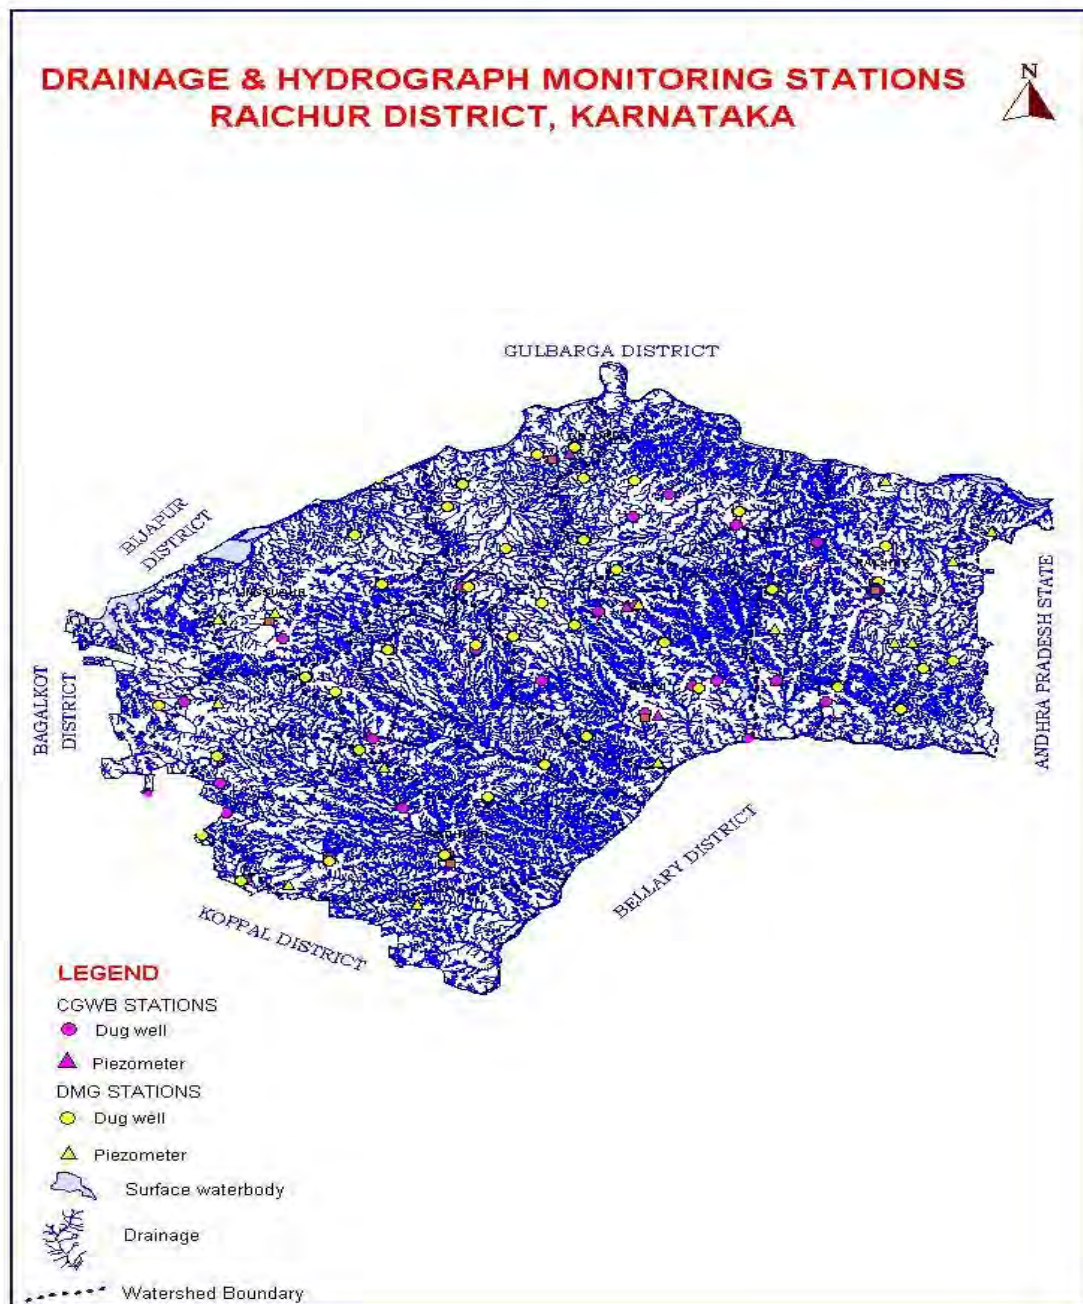 DRAINAGE & HYDROGRAPH MONITORING STATIONS
RAICHUR DISTRICT, KARNATAKA
N
GULBARGA DISTRICT
BIJAPUR
DISTRICT
BAGALKOT
DISTRICT
ANDHRA PRADESH STATE
BELLARY DISTRICT
KOPPAL DISTRICT
LEGEND
CGWB STATIONS
Dug well
Piezometer
DMG STATIONS
Dug well
Piezometer
Surface waterbody
Drainage
Watershed Boundary